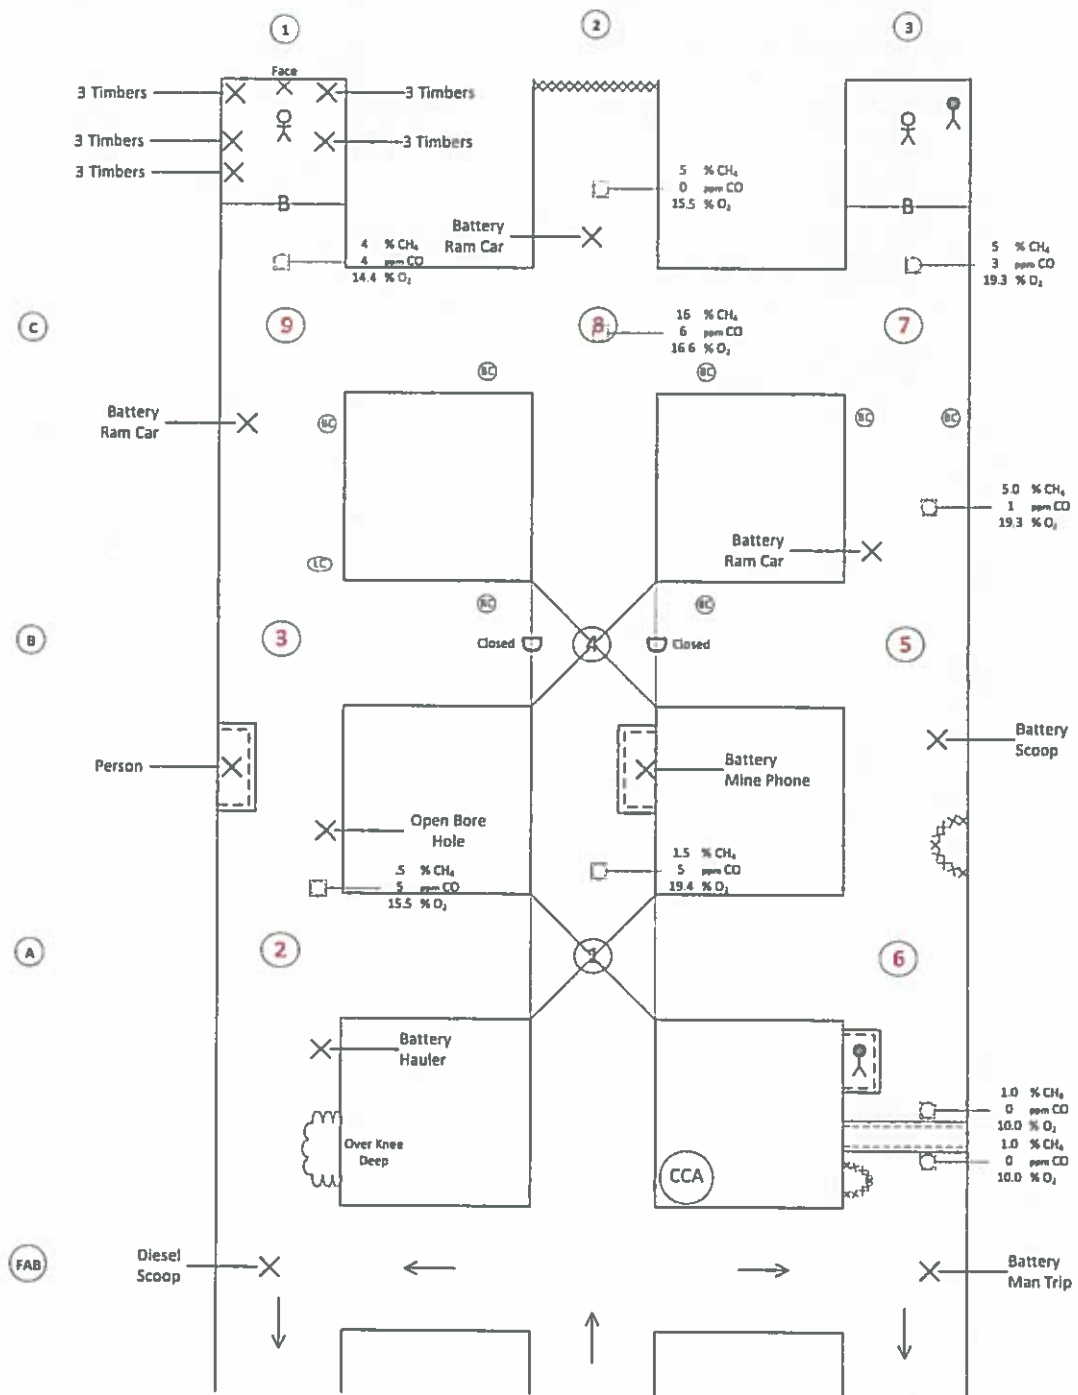 1
2
3
Face
3 Timbers
3 Timbers
3 Timbers
3 Timbers
3 Timbers
B
B
5 % CH₄
0 ppm CO
15.5 % O₂
Battery
Ram Car
4 % CH₄
4 ppm CO
14.4 % O₂
5 % CH₄
3 ppm CO
19.3 % O₂
C
9
8
7
16 % CH₄
6 ppm CO
16 6 % O₂
BC
BC
Battery
Ram Car
BC
BC
BC
5.0 % CH₄
1 ppm CO
19.3 % O₂
Battery
Ram Car
BC
BC
B
3
Closed
4
Closed
5
Person
Battery
Mine Phone
Battery
Scoop
Open Bore
Hole
.5 % CH₄
5 ppm CO
15.5 % O₂
1.5 % CH₄
5 ppm CO
19.4 % O₂
A
2
6
Battery
Hauler
Over Knee
Deep
CCA
1.0 % CH₄
0 ppm CO
10.0 % O₂
1.0 % CH₄
0 ppm CO
10.0 % O₂
FAB
Diesel
Scoop
Battery
Man Trip